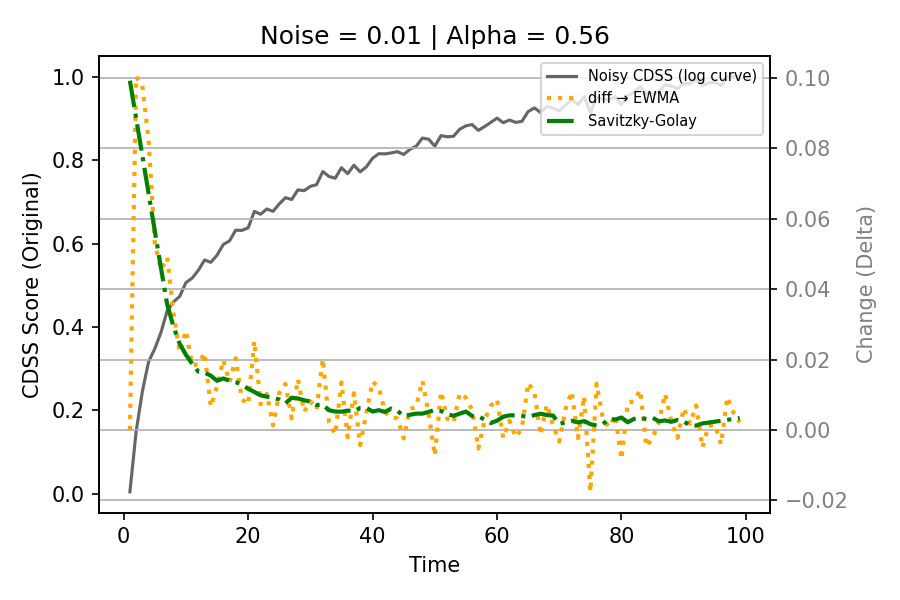 Noise = 0.01 | Alpha = 0.56
CDSS Score (Original)
1.0
0.8
0.6
0.4
0.2
0.0
Noisy CDSS (log curve)
diff → EWMA
Savitzky-Golay
0.10
0.08
0.06
0.04
0.02
0.00
−0.02
Change (Delta)
0
20
40
60
80
100
Time